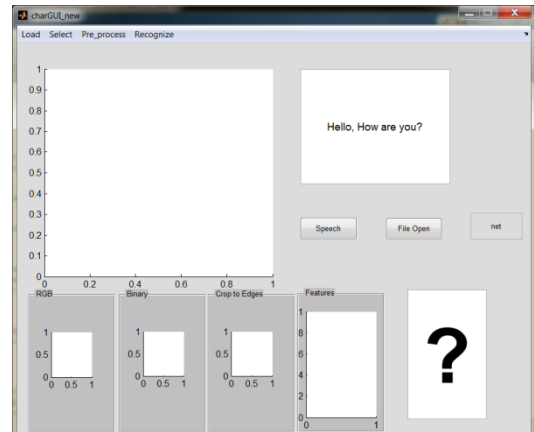 charGUI_new
Load Select Pre_process Recognize
1
0.9
0.8
0.7
0.6
0.5
0.4
0.3
0.2
0.1
0
0 0.2 0.4 0.6 0.8 1
Hello, How are you?
Speech File Open net
RGB
1
0.5
0
0 0.5 1
Binary
1
0.5
0
0 0.5 1
Crop to Edges
1
0.5
0
0 0.5 1
Features
1
8
6
4
2
0
0 1
?